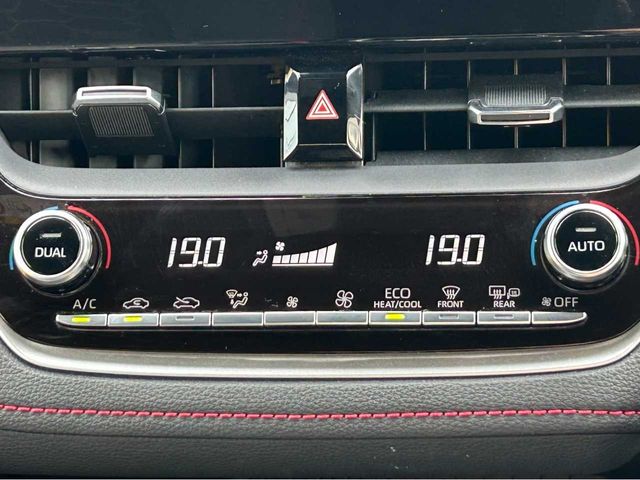 DUAL
19.0
19.0
AUTO
A/C
ECO
HEAT/COOL
FRONT
REAR
OFF